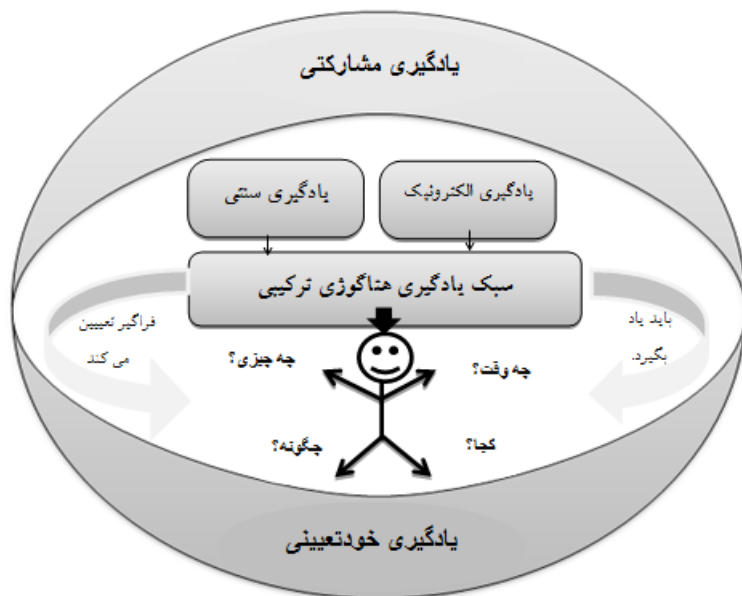 یادگیری مشارکتی
یادگیری الکترونیک
یادگیری سنتی
سبک یادگیری هتاگوژی ترکیبی
باید یاد
بگیرد.
فراگیر تعییین
می کند
چه وقت؟
چه چیزی؟
کجا؟
چگونه؟
یادگیری خودتعیینی